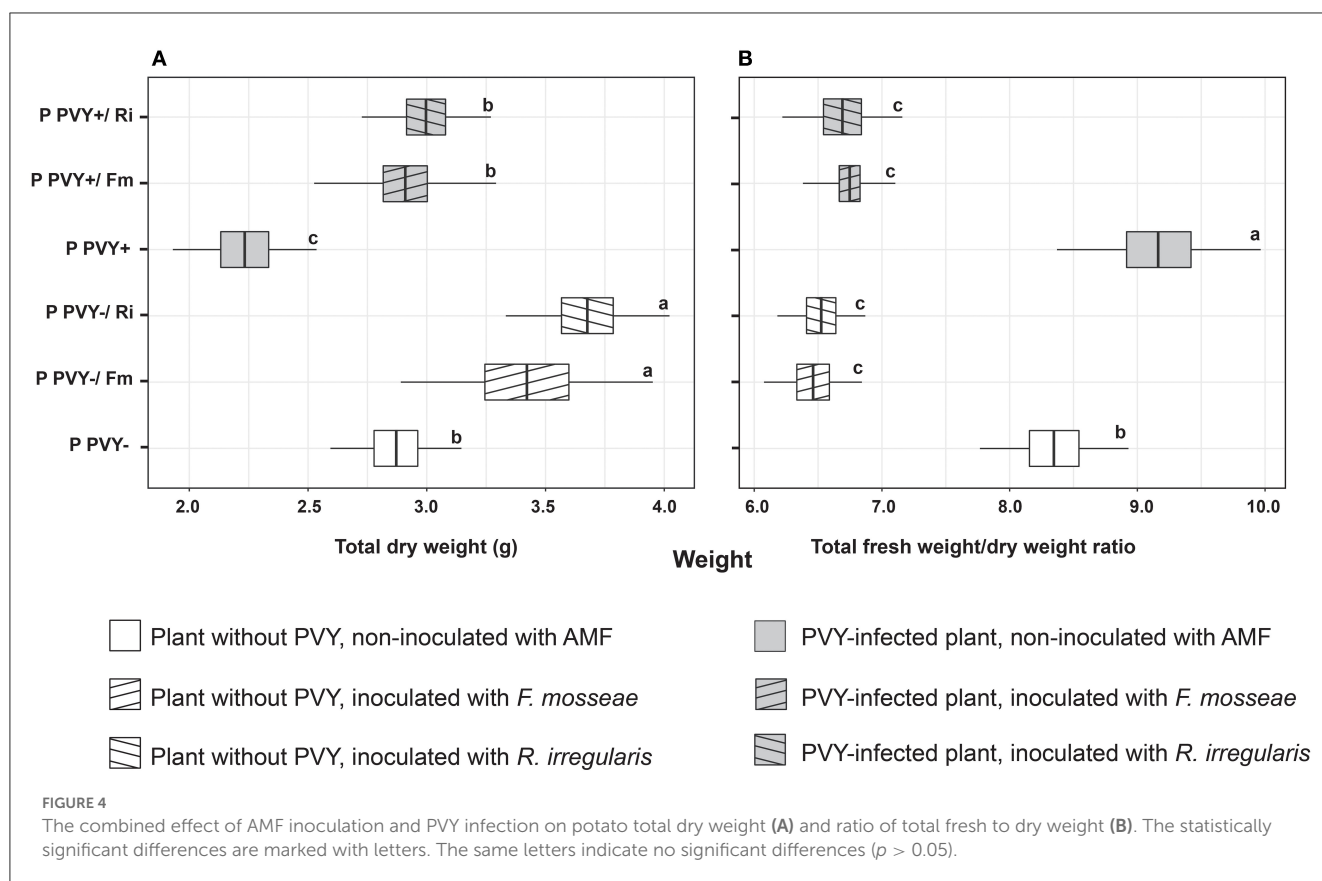 A
B
P PVY+/ Ri
b
c
P PVY+/ Fm
b
c
P PVY+
c
a
P PVY-/ Ri
a
c
P PVY-/ Fm
a
c
P PVY-
b
b
2.0 2.5 3.0 3.5 4.0
6.0 7.0 8.0 9.0 10.0
Total dry weight (g)
Total fresh weight/dry weight ratio
Weight
Plant without PVY, non-inoculated with AMF
Plant without PVY, inoculated with F. mosseae
Plant without PVY, inoculated with R. irregularis
PVY-infected plant, non-inoculated with AMF
PVY-infected plant, inoculated with F. mosseae
PVY-infected plant, inoculated with R. irregularis
FIGURE 4
The combined effect of AMF inoculation and PVY infection on potato total dry weight (A) and ratio of total fresh to dry weight (B). The statistically
significant differences are marked with letters. The same letters indicate no significant differences (p > 0.05).